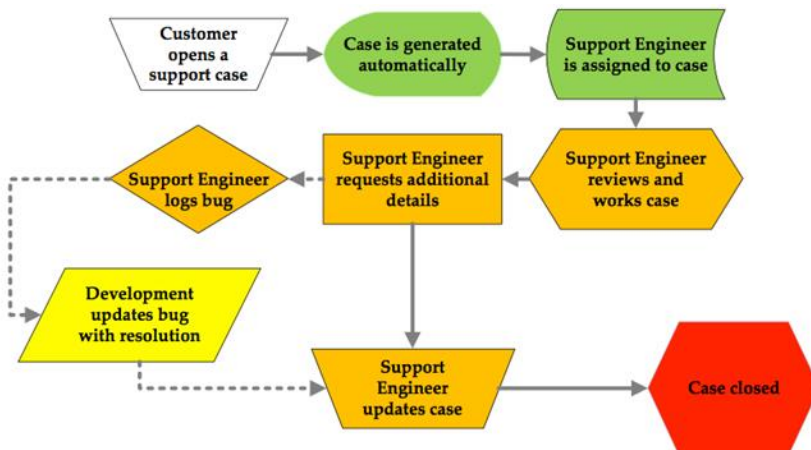 Customer
opens a
support case
Case is generated
automatically
Support Engineer
is assigned to case
Support Engineer
logs bug
Support Engineer
requests additional
details
Support Engineer
reviews and
works case
Development
updates bug
with resolution
Support
Engineer
updates case
Case closed